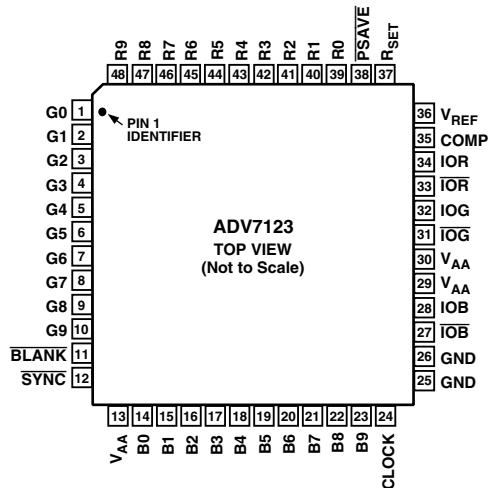 R9 R8 R7 R6 R5 R4 R3 R2 R1 R0 PSAVE RSET
48 47 46 45 44 43 42 41 40 39 38 37
G0 1
G1 2
G2 3
G3 4
G4 5
G5 6
G6 7
G7 8
G8 9
G9 10
BLANK 11
SYNC 12
PIN 1
IDENTIFIER
ADV7123
TOP VIEW
(Not to Scale)
36 VREF
35 COMP
34 IOR
33 IOR
32 IOG
31 IOG
30 VAA
29 VAA
28 IOB
27 IOB
26 GND
25 GND
13 14 15 16 17 18 19 20 21 22 23 24
VAA B0 B1 B2 B3 B4 B5 B6 B7 B8 B9 CLOCK